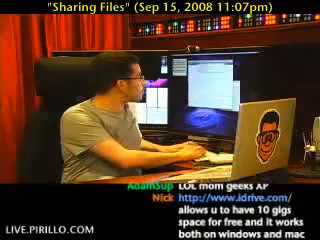 "Sharing Files" (Sep 15, 2008 11:07pm)
AdamSup LOL mom geeks XP
Nick http://www.idrive.com/
allows u to have 10 gigs
space for free and it works
both on windows and mac
LIVE.PIRILLO.COM